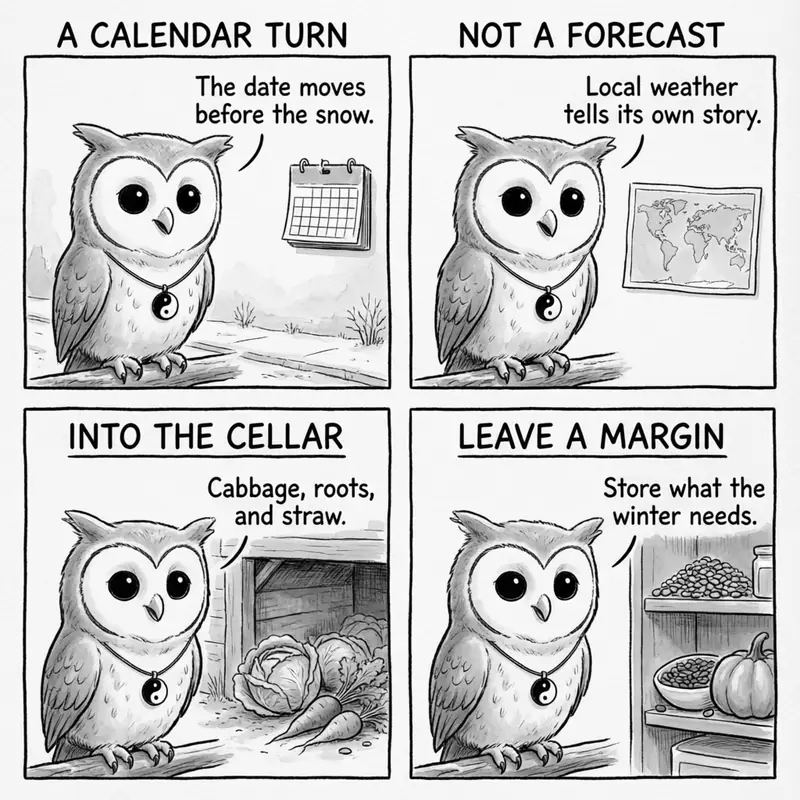 A CALENDAR TURN
The date moves
before the snow.
NOT A FORECAST
Local weather
tells its own story.
INTO THE CELLAR
Cabbage, roots,
and straw.
LEAVE A MARGIN
Store what the
winter needs.